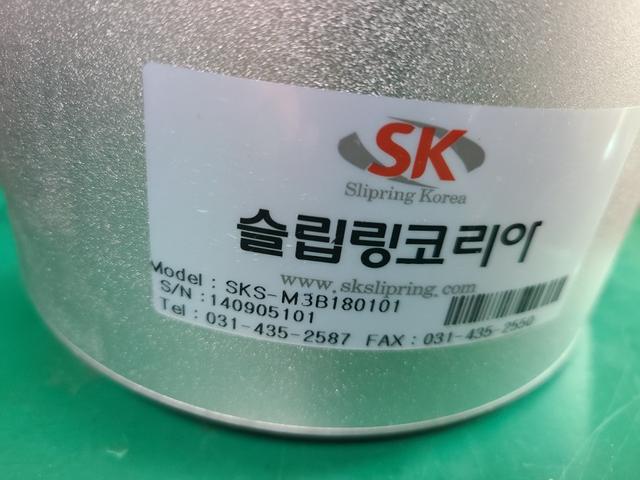 SK
Slipring Korea
슬립링코리아
www.skslipring.com
Model : SKS-M3B180101
S/N : 140905101
Tel : 031-435-2587 FAX : 031-435-2550